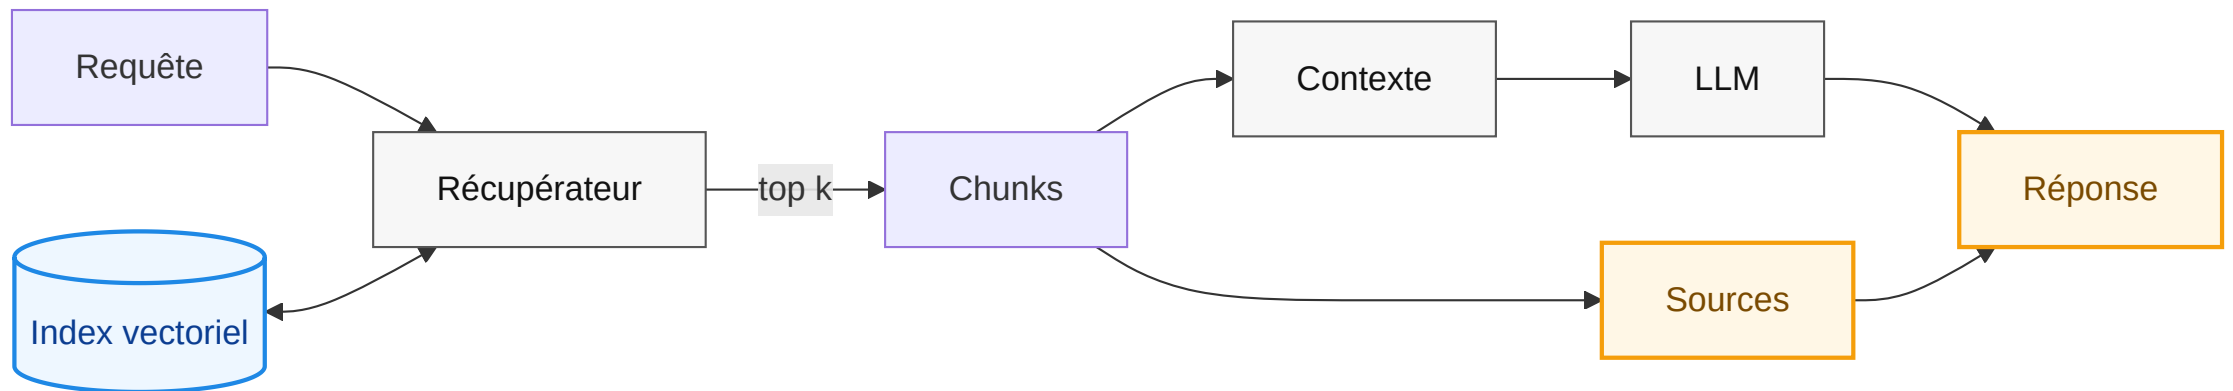 Requête
Index vectoriel
Récupérateur
top k
Chunks
Contexte
LLM
Sources
Réponse